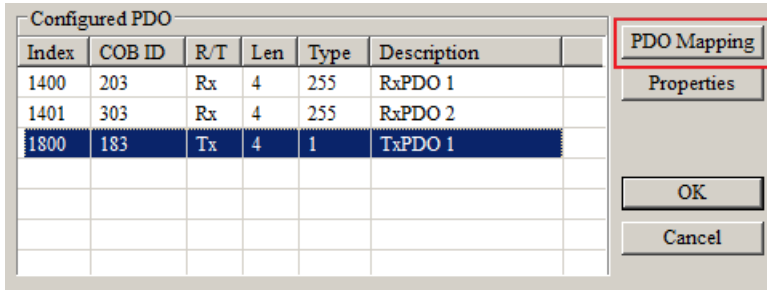 Configured PDO
Index COB ID R/T Len Type Description
1400 203 Rx 4 255 RxPDO 1
1401 303 Rx 4 255 RxPDO 2
1800 183 Tx 4 1 TxPDO 1
PDO Mapping
Properties
OK
Cancel